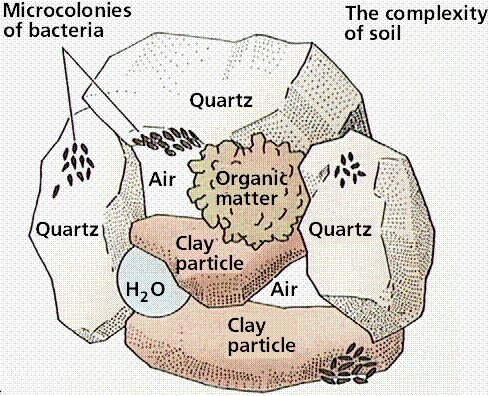 Microcolonies
of bacteria
The complexity
of soil
Quartz
Air
Organic
matter
Quartz
Quartz
Clay
particle
H₂O
Air
Clay
particle